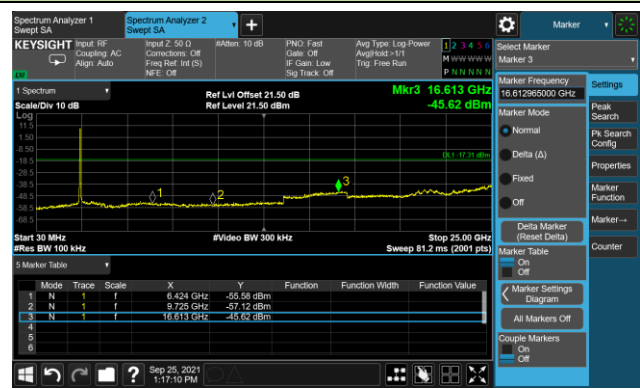 Spectrum Analyzer 1
Swept SA
Spectrum Analyzer 2
Swept SA
Marker
KEYSIGHT
Input: RF
Coupling: AC
Align: Auto
Input Z: 50 Ω
Corrections: Off
Freq Ref: Int (S)
NFE: Off
#Atten: 10 dB
PNO: Fast
Gate: Off
IF Gain: Low
Sig Track: Off
Avg Type: Log-Power
Avg|Hold:>1/1
Trig: Free Run
1 2 3 4 5 6
M W W W W W
P N N N N N
LW
Select Marker
Marker 3
1 Spectrum
Scale/Div 10 dB
Log
Ref Lvl Offset 21.50 dB
Ref Level 21.50 dBm
Mkr3 16.613 GHz
-45.62 dBm
11.5
1.50
-8.50
-18.5
-28.5
-38.5
-48.5
-58.5
-68.5
DL1 -17.31 dBm
1
2
3
Start 30 MHz
#Res BW 100 kHz
#Video BW 300 kHz
Stop 25.00 GHz
Sweep 81.2 ms (2001 pts)
5 Marker Table
Mode Trace Scale X Y Function Function Width Function Value
1 N 1 f 6.424 GHz -55.58 dBm
2 N 1 f 9.725 GHz -57.12 dBm
3 N 1 f 16.613 GHz -45.62 dBm
4
5
6
Marker Frequency
16.612965000 GHz
Marker Mode
Normal
Delta (Δ)
Fixed
Off
Delta Marker
(Reset Delta)
Marker Table
On
Off
Marker Settings
Diagram
All Markers Off
Couple Markers
On
Off
Settings
Peak
Search
Pk Search
Config
Properties
Marker
Function
Marker→
Counter
?
Sep 25, 2021
1:17:10 PM